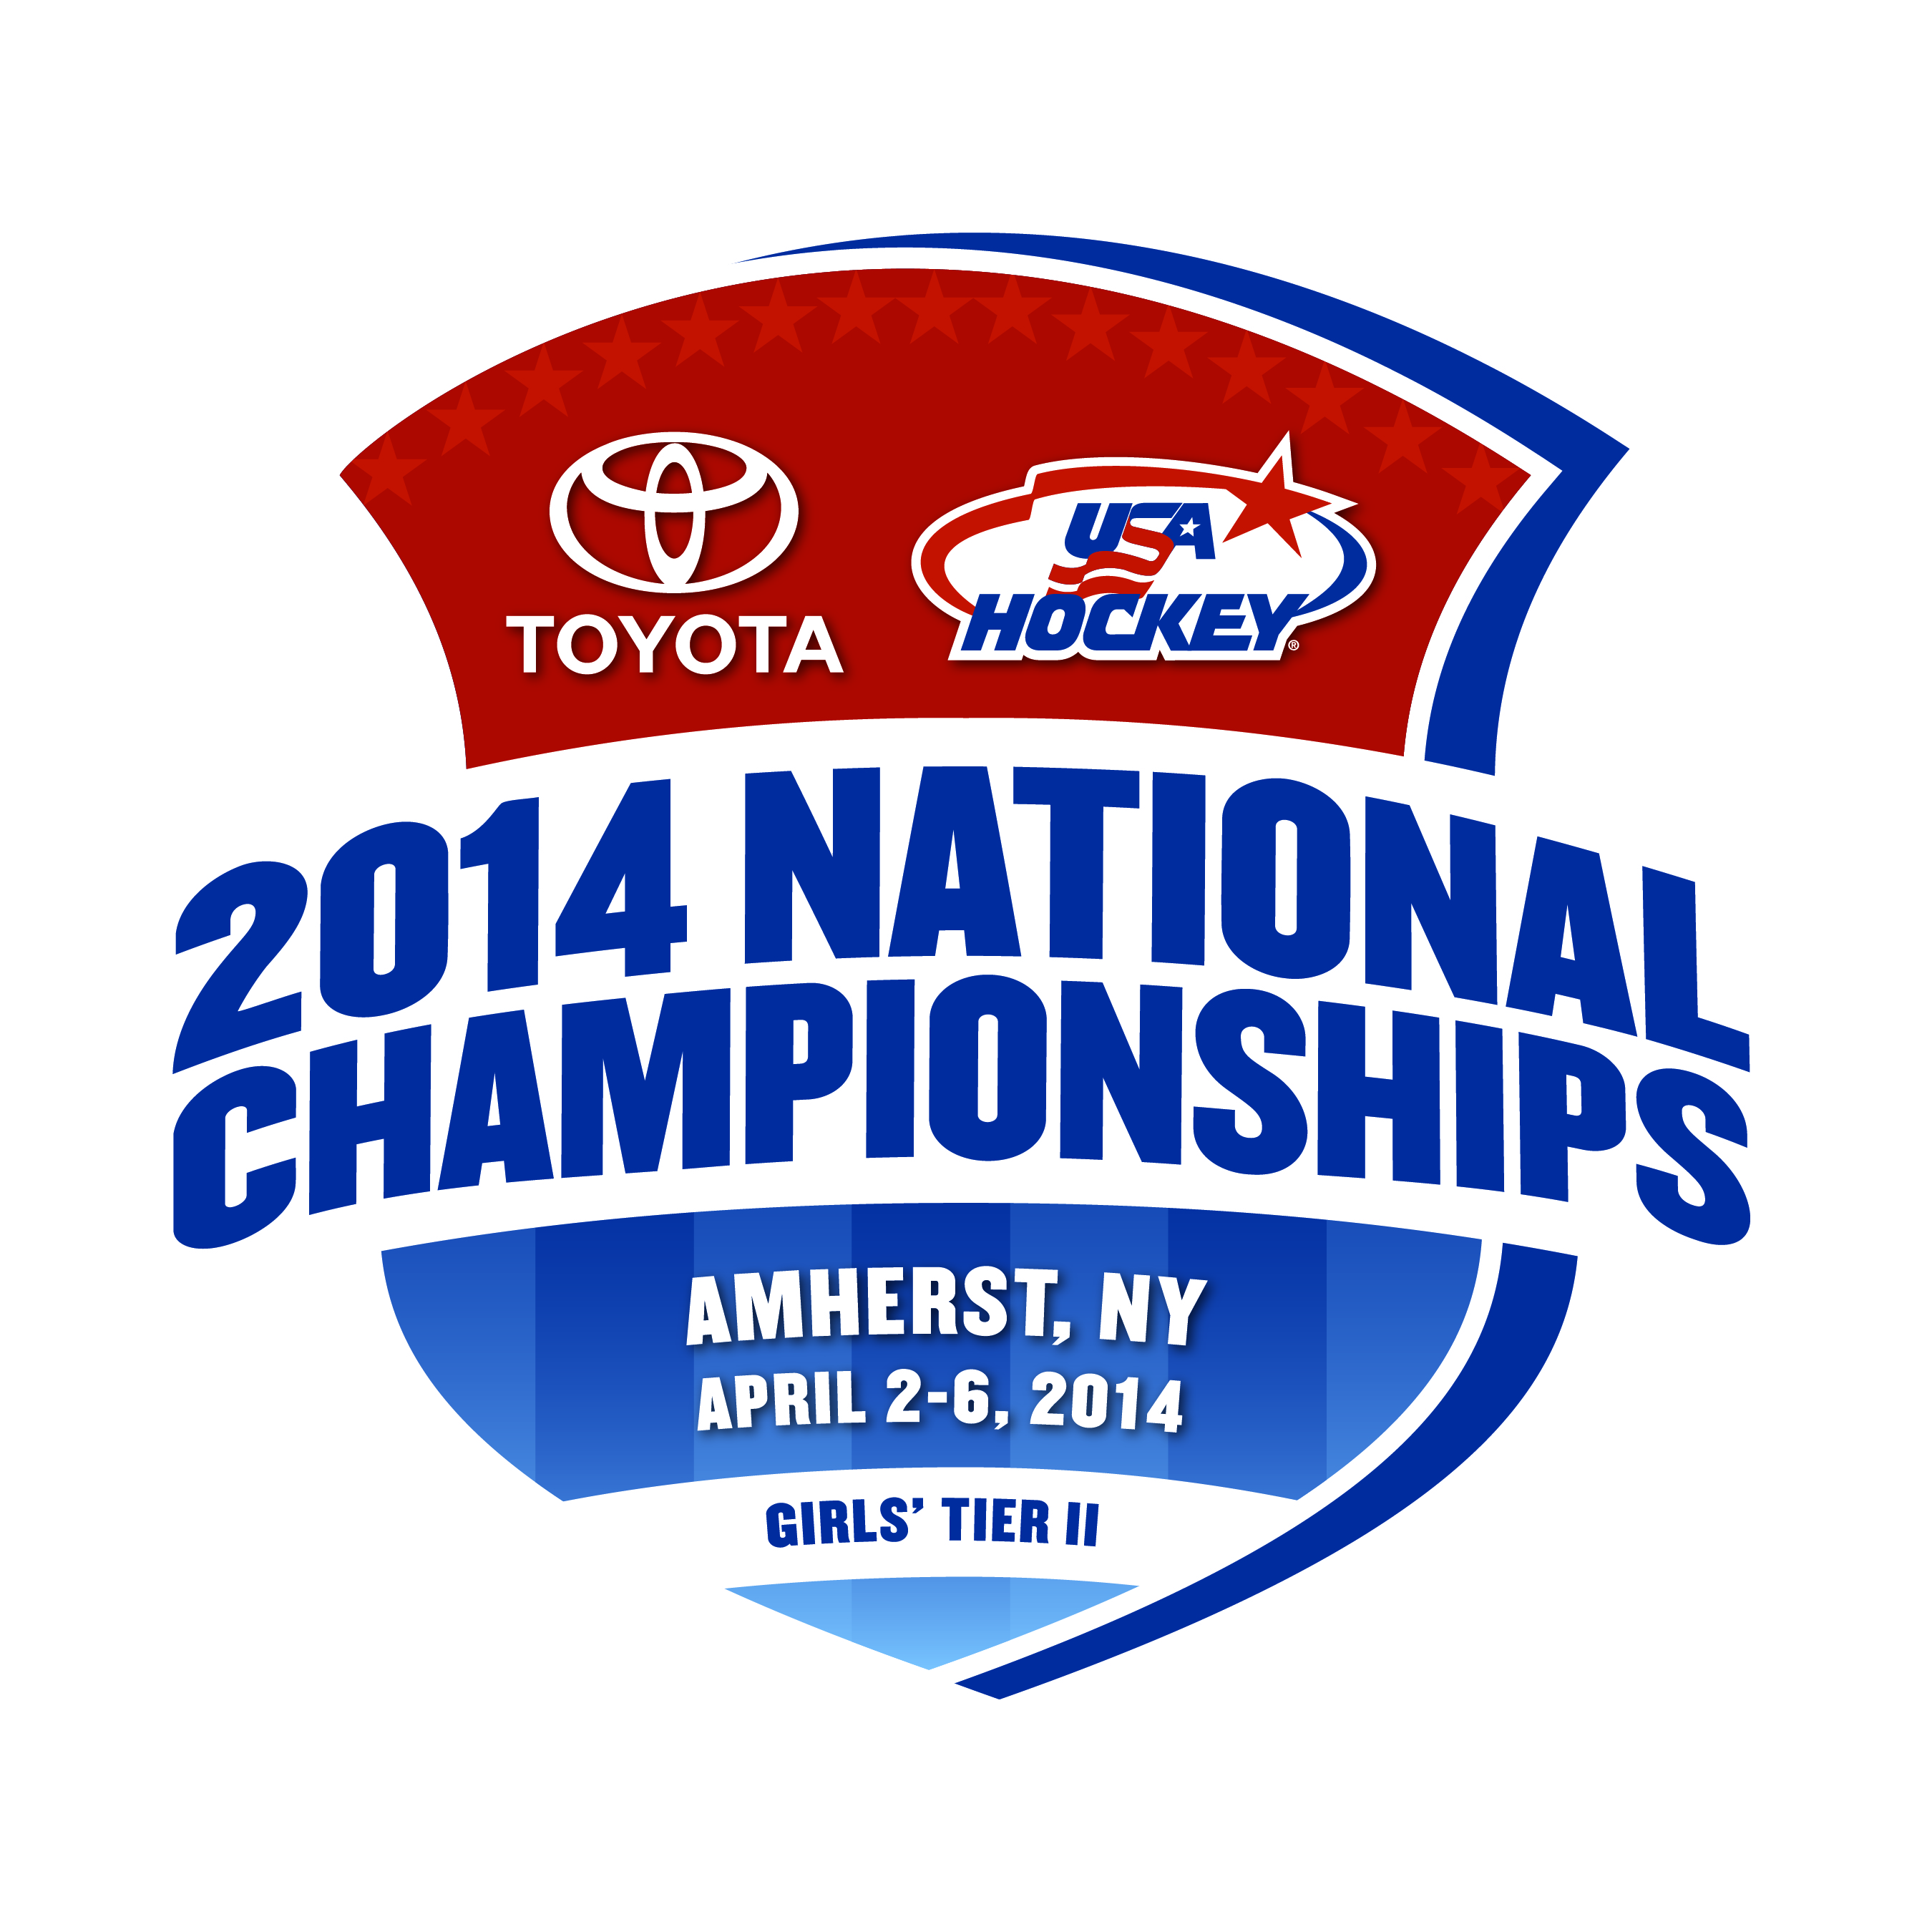 TOYOTA
USA
HOCKEY®
2014 NATIONAL
CHAMPIONSHIPS
AMHERST, NY
APRIL 2-6, 2014
GIRLS' TIER II